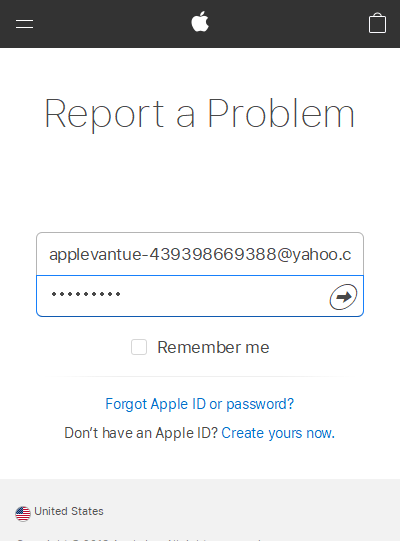 Report a Problem
applevantue-439398669388@yahoo.c
•••••••••
Remember me
Forgot Apple ID or password?
Don’t have an Apple ID? Create yours now.
United States